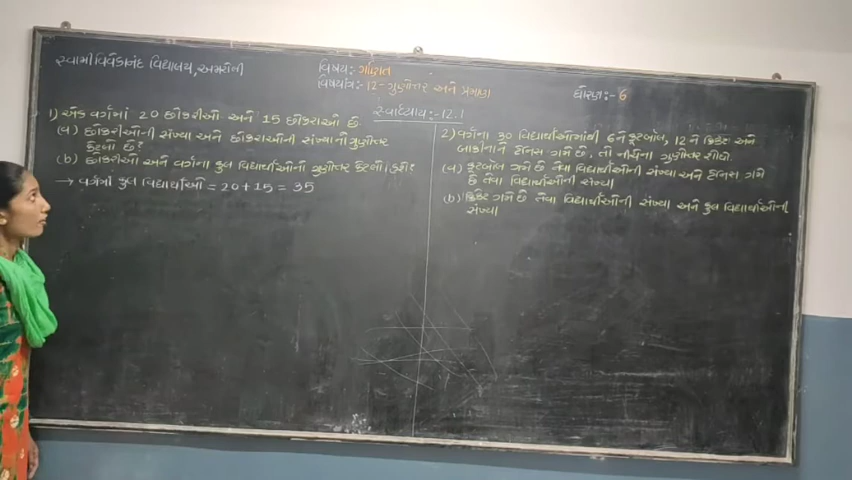 સ્વામી વિવેકાનંદ વિદ્યાલય, અમરોલી
વિષય:- ગણિત
વિષયાંગ:- 12 - ગુણોત્તર અને પ્રમાણ
ધોરણ:- 6
સ્વાધ્યાય:- 12.1
1) એક વર્ગમાં 20 છોકરીઓ અને 15 છોકરાઓ છે.
(a) છોકરીઓની સંખ્યા અને છોકરાઓની સંખ્યાનો ગુણોત્તર
કેટલો છે?
(b) છોકરીઓ અને વર્ગના કુલ વિદ્યાર્થીઓનો ગુણોત્તર કેટલો હશે?
→ વર્ગમાં કુલ વિદ્યાર્થીઓ = 20 + 15 = 35
2) વર્ગના 30 વિદ્યાર્થીઓમાંથી 6 ને ફૂટબોલ, 12 ને ક્રિકેટ અને
બાકીનાને ટેનિસ ગમે છે, તો નીચેના ગુણોત્તર શોધો.
(a) ફૂટબોલ ગમે છે તેવા વિદ્યાર્થીઓની સંખ્યા અને ટેનિસ ગમે
છે તેવા વિદ્યાર્થીઓની સંખ્યા
(b) ક્રિકેટ ગમે છે તેવા વિદ્યાર્થીઓની સંખ્યા અને કુલ વિદ્યાર્થીઓની
સંખ્યા